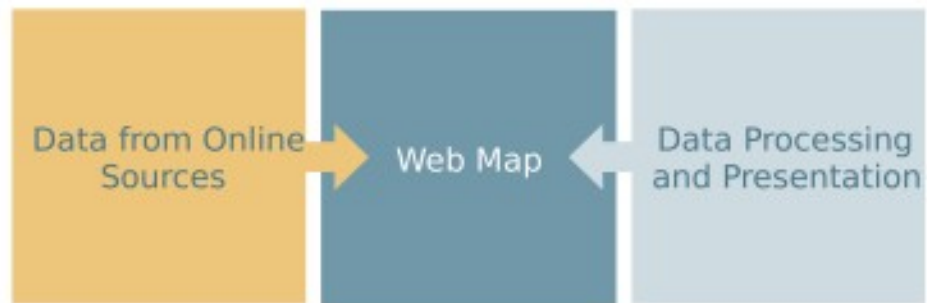 Data from Online
Sources
Web Map
Data Processing
and Presentation